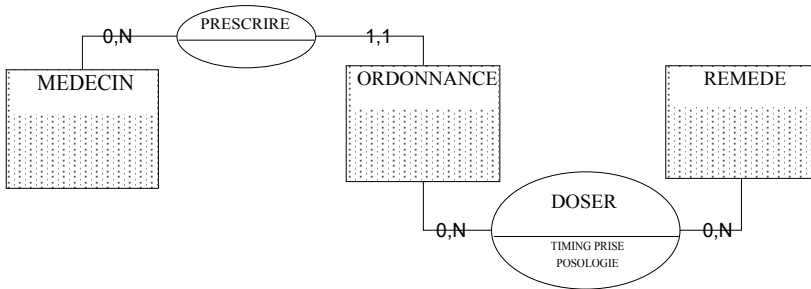 PRESCRIRE
0,N
1,1
MEDECIN
ORDONNANCE
REMEDE
DOSER
0,N
0,N
TIMING PRISE
POSOLOGIE